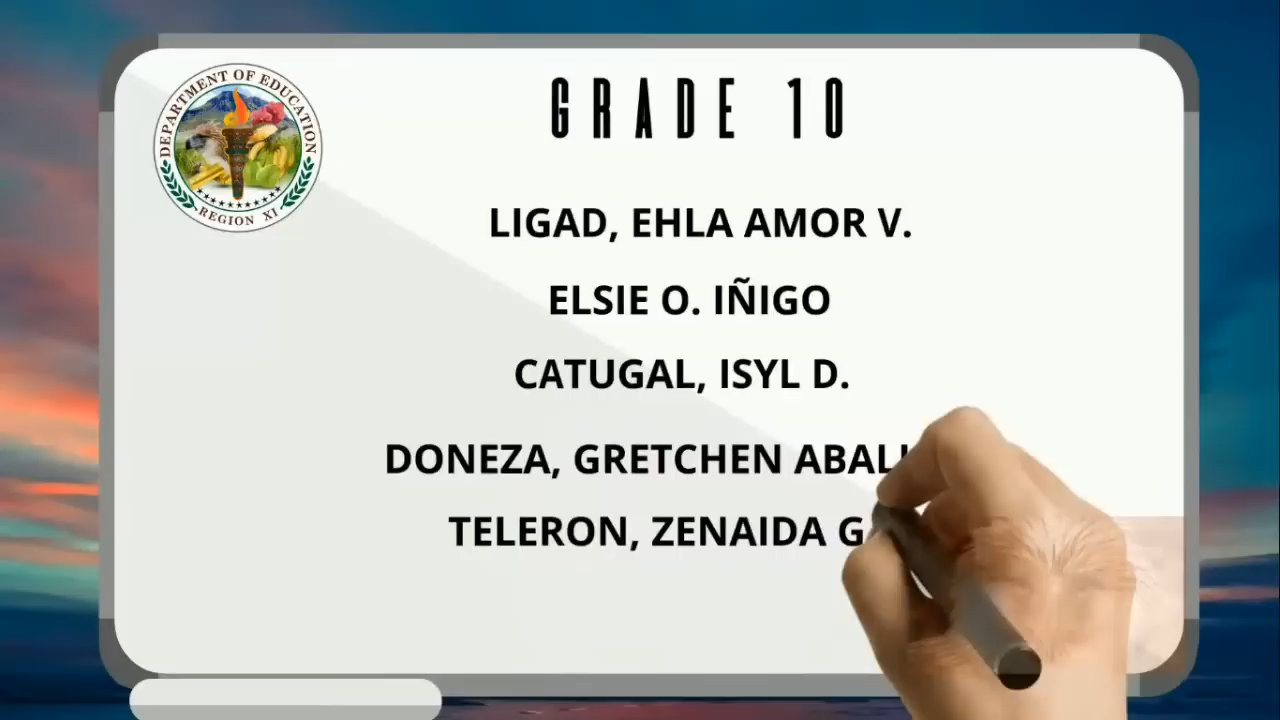 DEPARTMENT OF EDUCATION
REGION XI
GRADE 10
LIGAD, EHLA AMOR V.
ELSIE O. IÑIGO
CATUGAL, ISYL D.
DONEZA, GRETCHEN
TELERON, ZENAIDA G